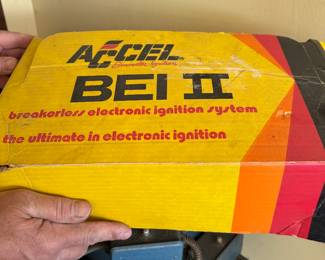 ACCEL
BEI II
breakerless electronic ignition system
the ultimate in electronic ignition